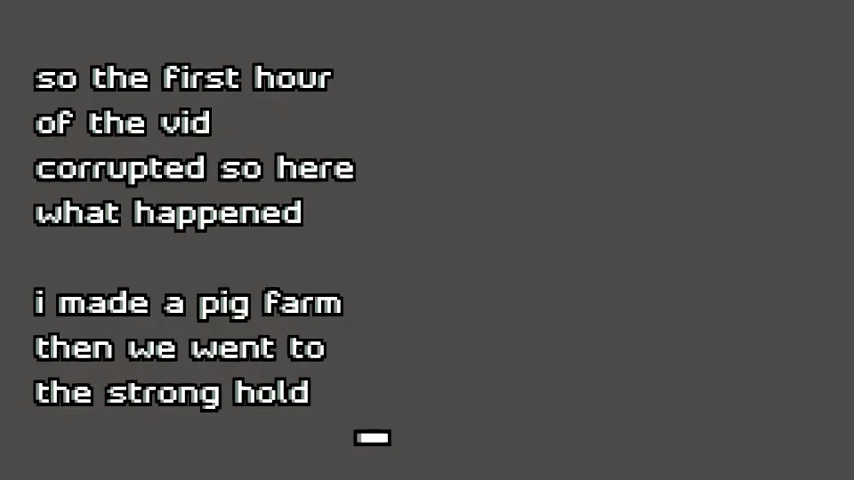 so the first hour
of the vid
corrupted so here
what happened
i made a pig farm
then we went to
the strong hold